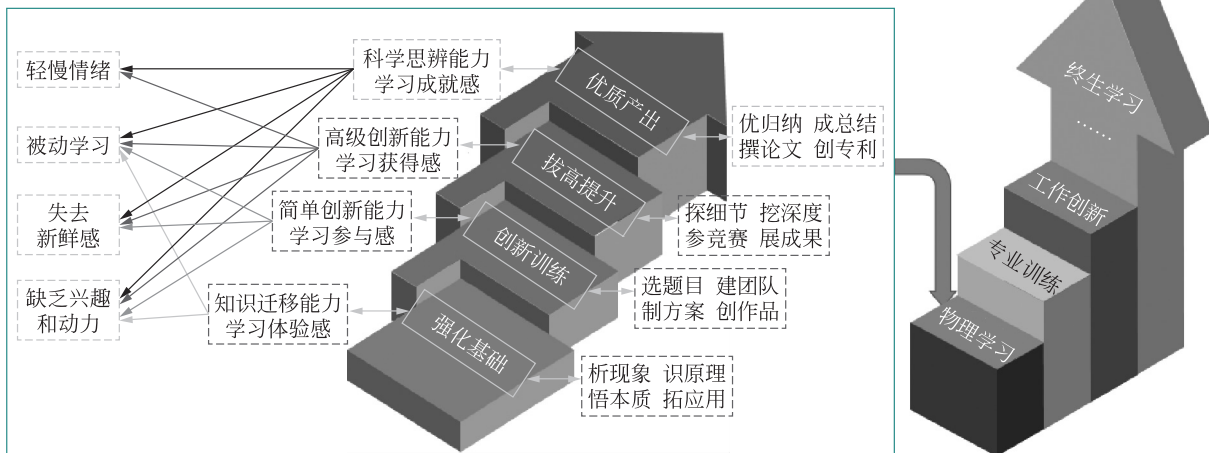 轻慢情绪
被动学习
失去
新鲜感
缺乏兴趣
和动力
科学思辨能力
学习成就感
高级创新能力
学习获得感
简单创新能力
学习参与感
知识迁移能力
学习体验感
优质产出
拔高提升
创新训练
强化基础
优归纳 成总结
撰论文 创专利
探细节 挖深度
参竞赛 展成果
选题目 建团队
制方案 创作品
析现象 识原理
悟本质 拓应用
终生学习
……
工作创新
专业训练
物理学习